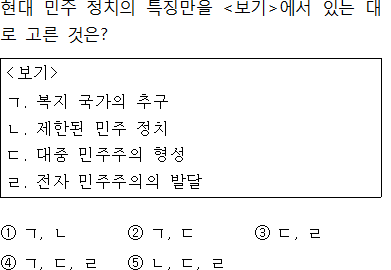 현대 민주 정치의 특징만을 <보기>에서 있는 대
로 고른 것은?
<보기>
ㄱ. 복지 국가의 추구
ㄴ. 제한된 민주 정치
ㄷ. 대중 민주주의 형성
ㄹ. 전자 민주주의의 발달
① ㄱ, ㄴ ② ㄱ, ㄷ ③ ㄷ, ㄹ
④ ㄱ, ㄷ, ㄹ ⑤ ㄴ, ㄷ, ㄹ